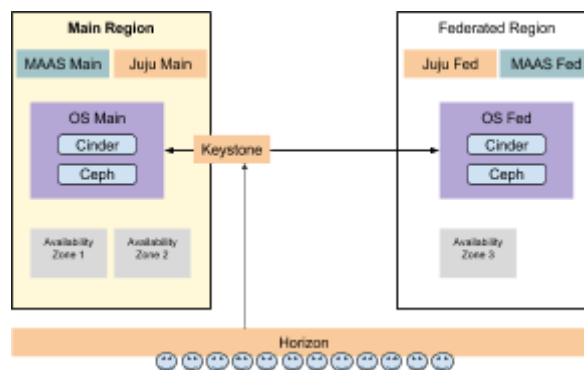 Main Region
Federated Region
MAAS Main
Juju Main
Juju Fed
MAAS Fed
OS Main
Cinder
Ceph
Keystone
OS Fed
Cinder
Ceph
Availability
Zone 1
Availability
Zone 2
Availability
Zone 3
Horizon